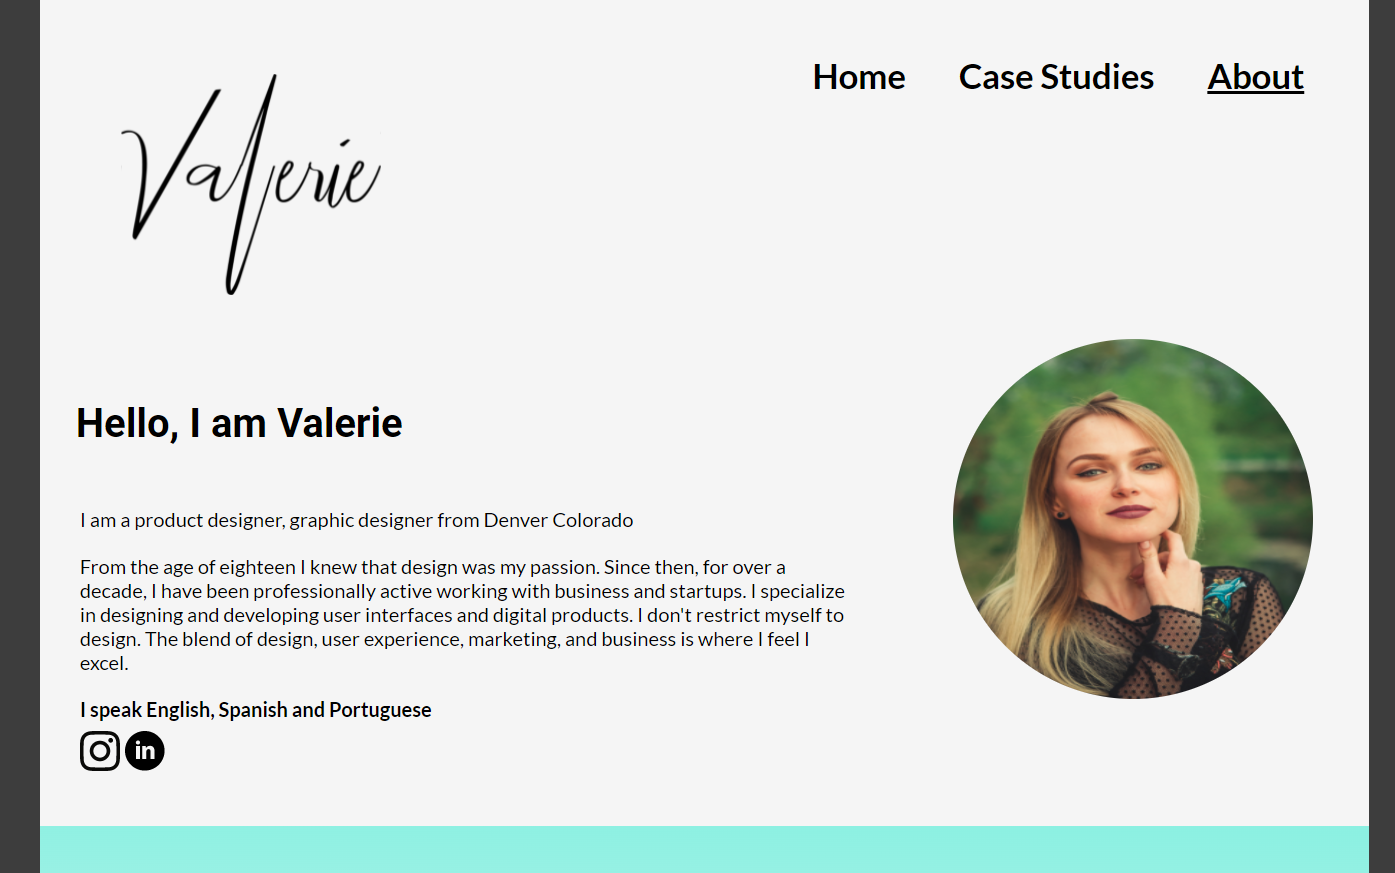 Home Case Studies About
Valerie
Hello, I am Valerie
I am a product designer, graphic designer from Denver Colorado
From the age of eighteen I knew that design was my passion. Since then, for over a
decade, I have been professionally active working with business and startups. I specialize
in designing and developing user interfaces and digital products. I don't restrict myself to
design. The blend of design, user experience, marketing, and business is where I feel I
excel.
I speak English, Spanish and Portuguese
in